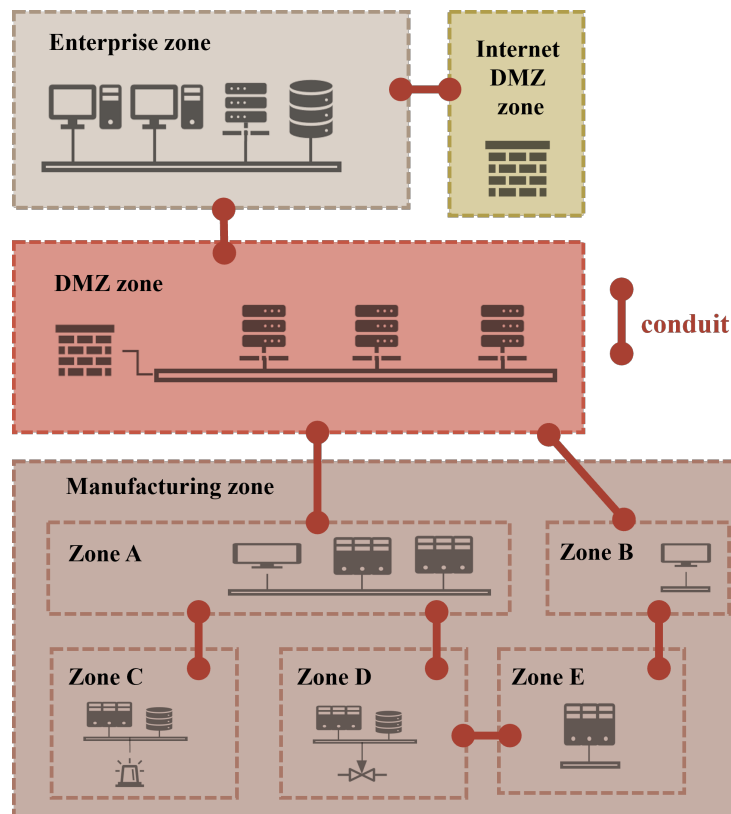 Enterprise zone
Internet
DMZ
zone
DMZ zone
conduit
Manufacturing zone
Zone A
Zone B
Zone C
Zone D
Zone E